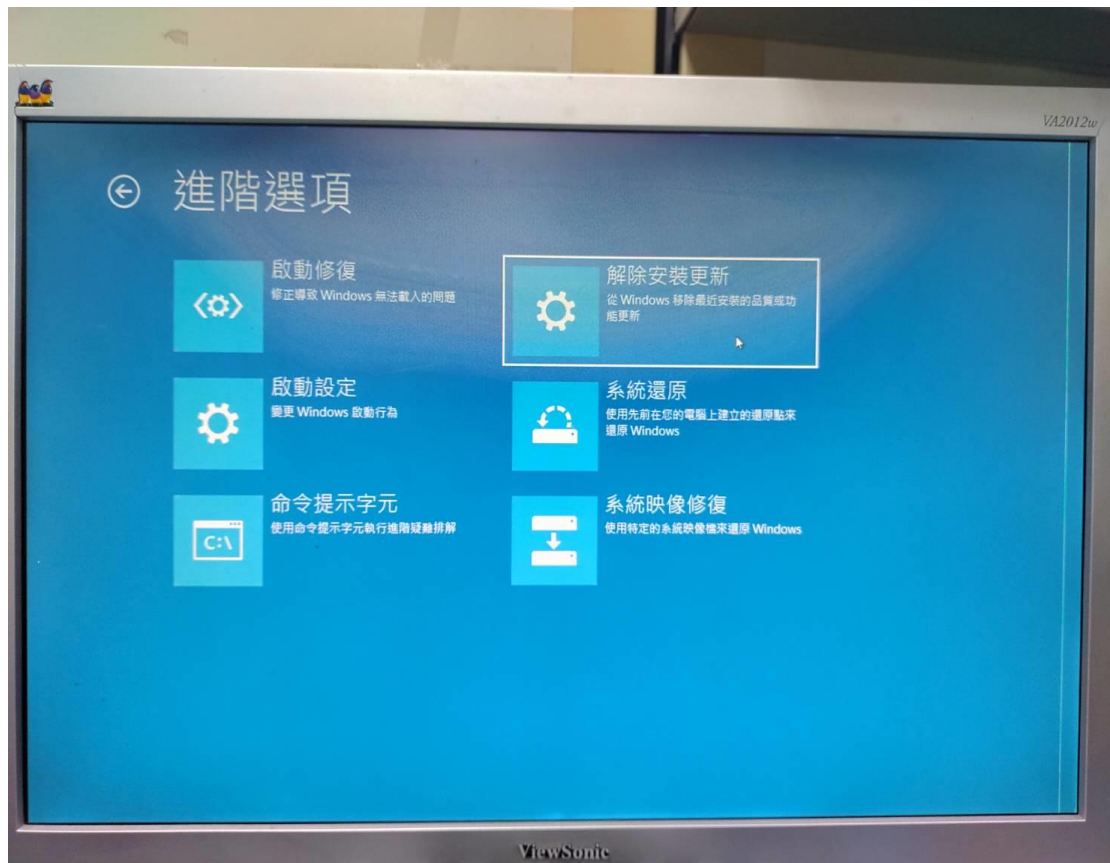 VA2012w
進階選項
啟動修復
修正導致 Windows 無法載入的問題
解除安裝更新
從 Windows 移除最近安裝的品質或功
能更新
啟動設定
變更 Windows 啟動行為
系統還原
使用先前在您的電腦上建立的還原點來
還原 Windows
命令提示字元
使用命令提示字元執行進階疑難排解
C:\
系統映像修復
使用特定的系統映像檔來還原 Windows
ViewSonic